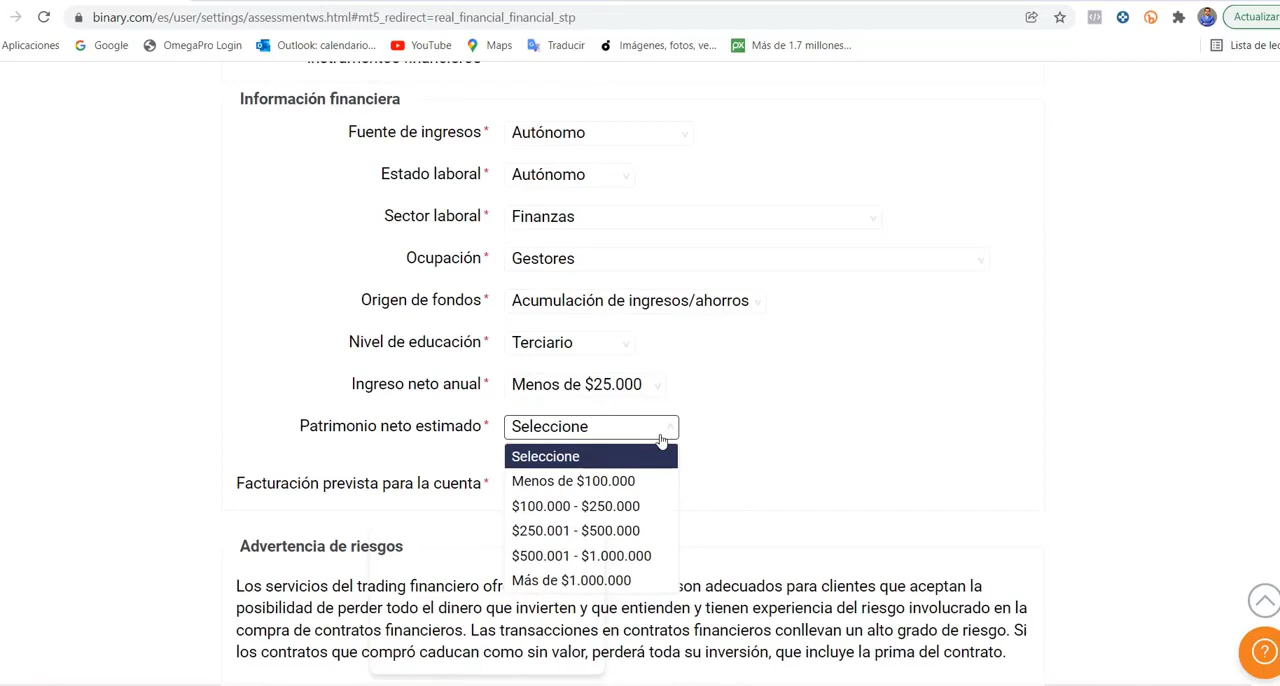 binary.com/es/user/settings/assessmentws.html#mt5_redirect=real_financial_financial_stp
Actualizar
Aplicaciones
Google
OmegaPro Login
Outlook: calendario...
YouTube
Maps
Traducir
Imágenes, fotos, ve...
Más de 1.7 millones...
Lista de lec
Instrumentos financieros
Información financiera
Fuente de ingresos* Autónomo
Estado laboral* Autónomo
Sector laboral* Finanzas
Ocupación* Gestores
Origen de fondos* Acumulación de ingresos/ahorros
Nivel de educación* Terciario
Ingreso neto anual* Menos de $25.000
Patrimonio neto estimado* Seleccione
Seleccione
Menos de $100.000
Facturación prevista para la cuenta*
$100.000 - $250.000
$250.001 - $500.000
$500.001 - $1.000.000
Más de $1.000.000
Advertencia de riesgos
Los servicios del trading financiero ofr son adecuados para clientes que aceptan la
posibilidad de perder todo el dinero que invierten y que entienden y tienen experiencia del riesgo involucrado en la
compra de contratos financieros. Las transacciones en contratos financieros conllevan un alto grado de riesgo. Si
los contratos que compró caducan como sin valor, perderá toda su inversión, que incluye la prima del contrato.